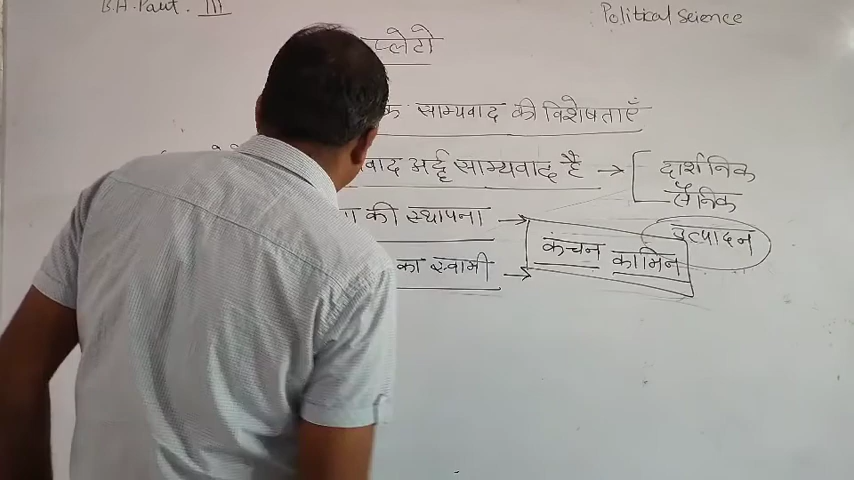 B.A. Part. III
Political Science
प्लेटो
साम्यवाद की विशेषताएँ
वाद अर्द्ध साम्यवाद है → दार्शनिक
सैनिक
की स्थापना →
उत्पादन
कंचन कामिन
का स्वामी →